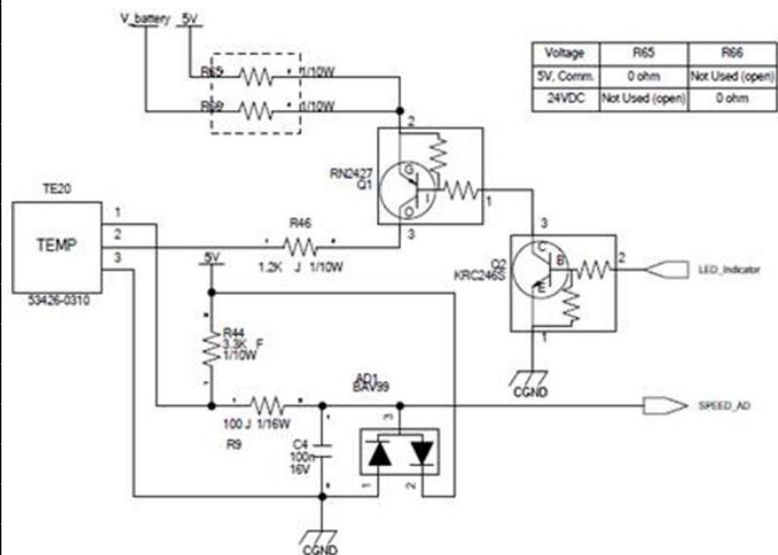 V_battery 5V
R65 1/10W
R66 1/10W
Voltage R65 R66
5V, Comm. 0 ohm Not Used (open)
24VDC Not Used (open) 0 ohm
2
RN2427
Q1
G
I
O
1
3
TE20
TEMP
1
2
3
53426-0310
R46
1.2K J 1/10W
3
Q2
KRC246S
C
B
E
2
LED_Indicator
1
CGND
5V
R44
3.3K F
1/10W
100 J 1/16W
R9
C4
100n
16V
AD1
BAV99
3
1
2
SPEED_AD
CGND